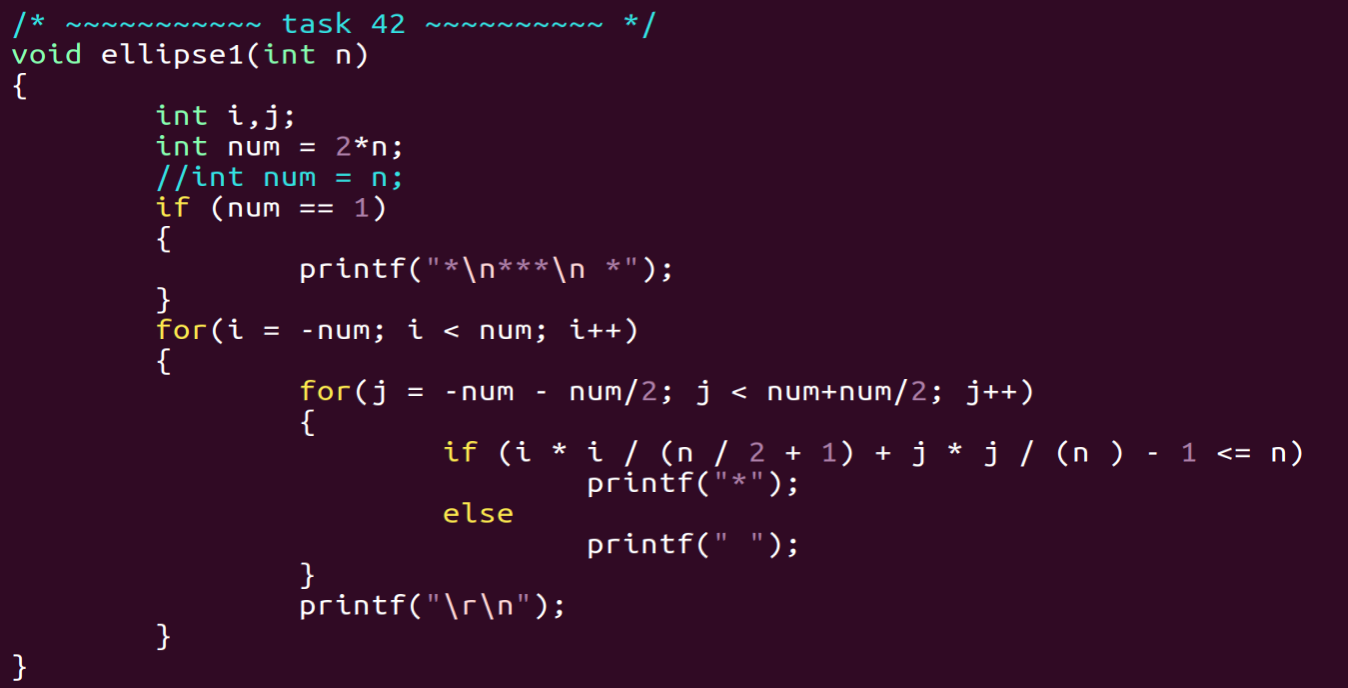 /* ~~~~~~~~~~~ task 42 ~~~~~~~~~~ */
void ellipse1(int n)
{
        int i,j;
        int num = 2*n;
        //int num = n;
        if (num == 1)
        {
                printf("*\n***\n *");
        }
        for(i = -num; i < num; i++)
        {
                for(j = -num - num/2; j < num+num/2; j++)
                {
                        if (i * i / (n / 2 + 1) + j * j / (n ) - 1 <= n)
                                printf("*");
                        else
                                printf(" ");
                }
                printf("\r\n");
        }
}